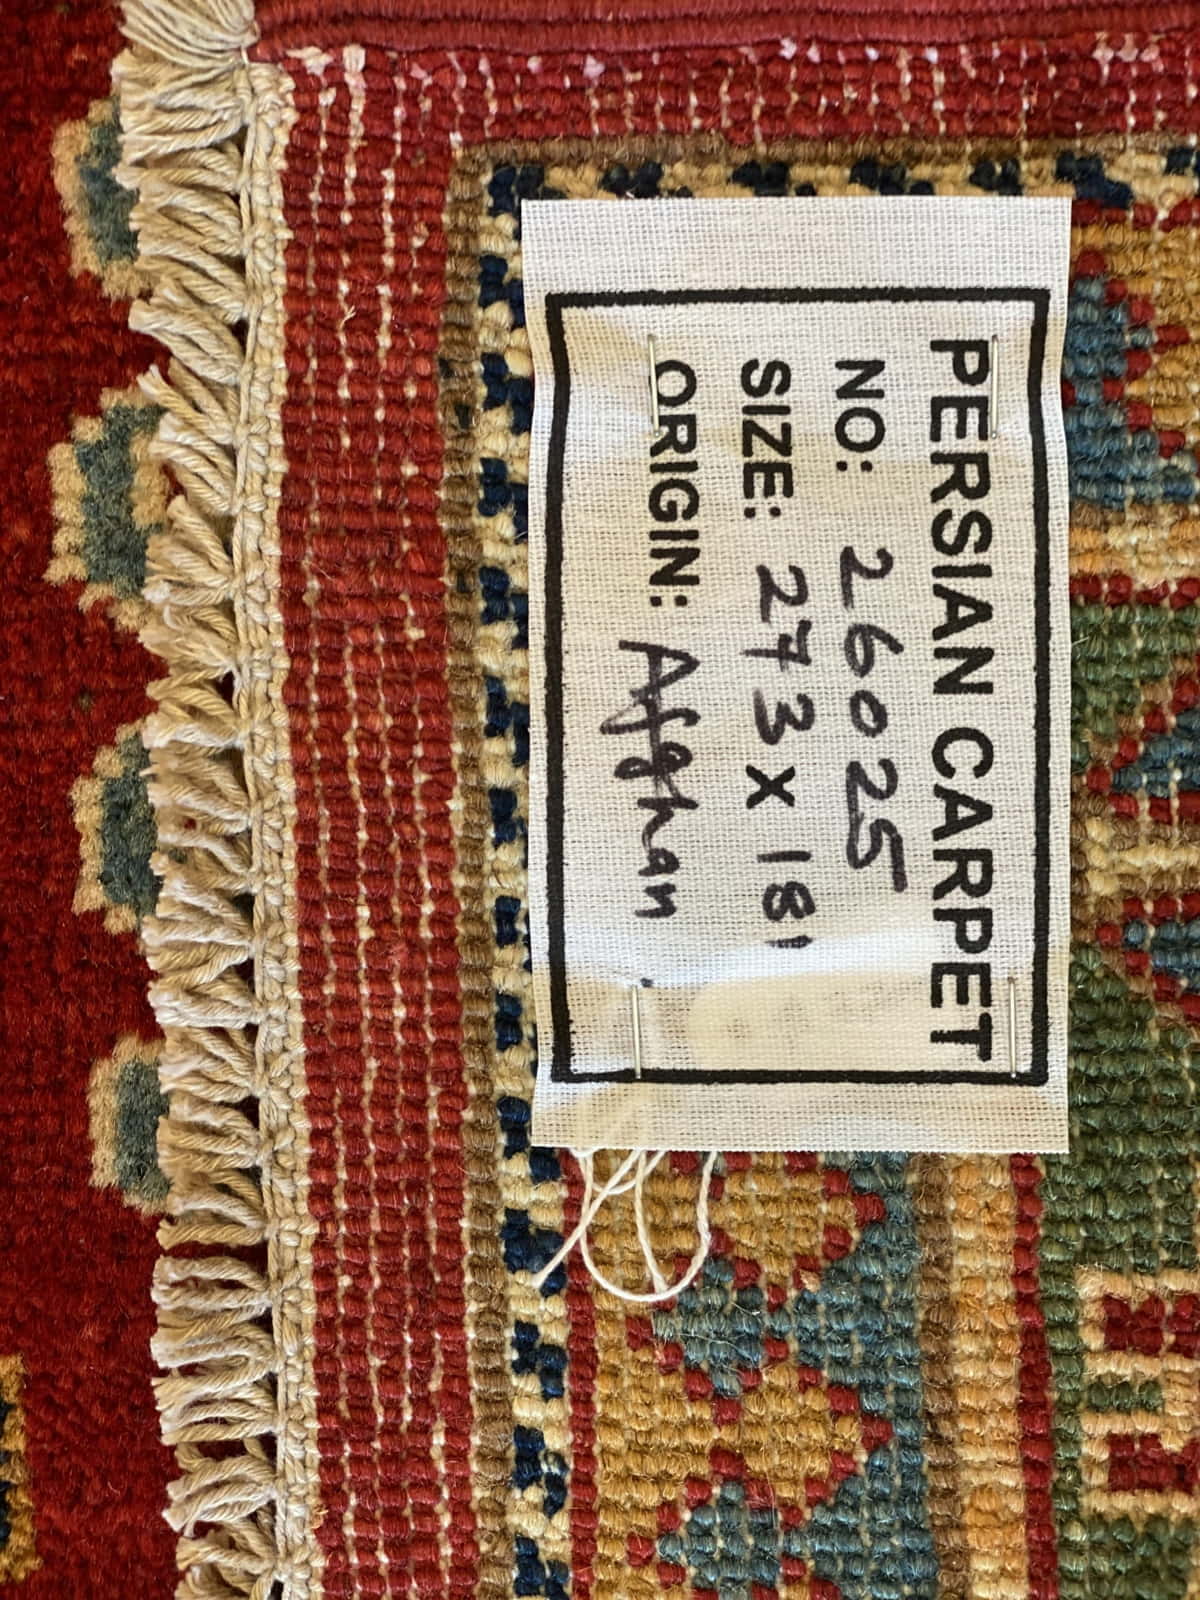 PERSIAN CARPET
NO: 26025
SIZE: 273 X 181
ORIGIN: Afghan